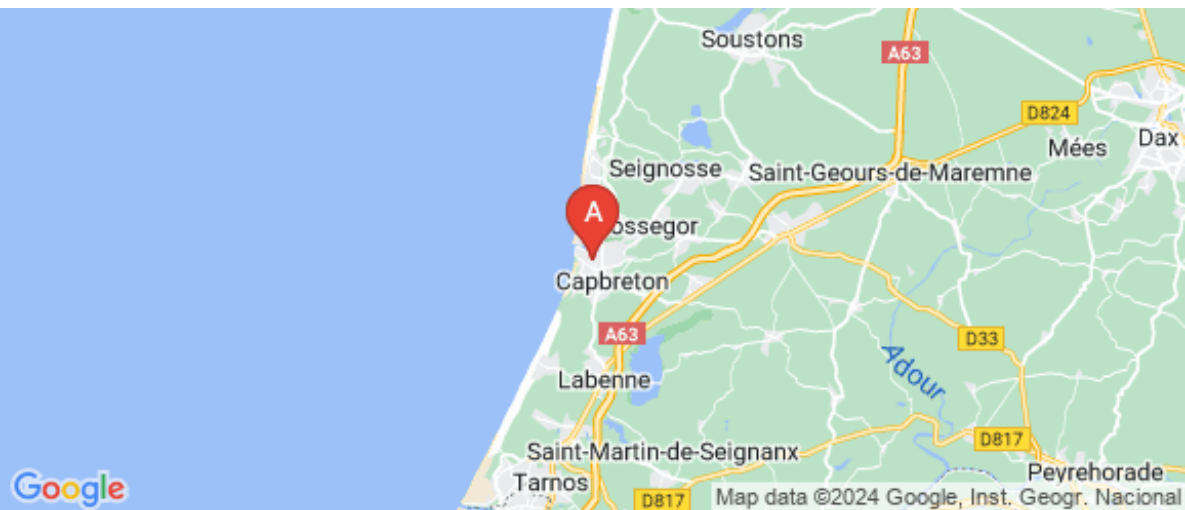 Soustons
A63
D824
Mées
Dax
Seignosse
Saint-Geours-de-Maremne
A
ossegor
Capbreton
A63
D33
Adour
Labenne
D817
Saint-Martin-de-Seignanx
Peyrehorade
Tarnos
D817
Google
Map data ©2024 Google, Inst. Geogr. Nacional